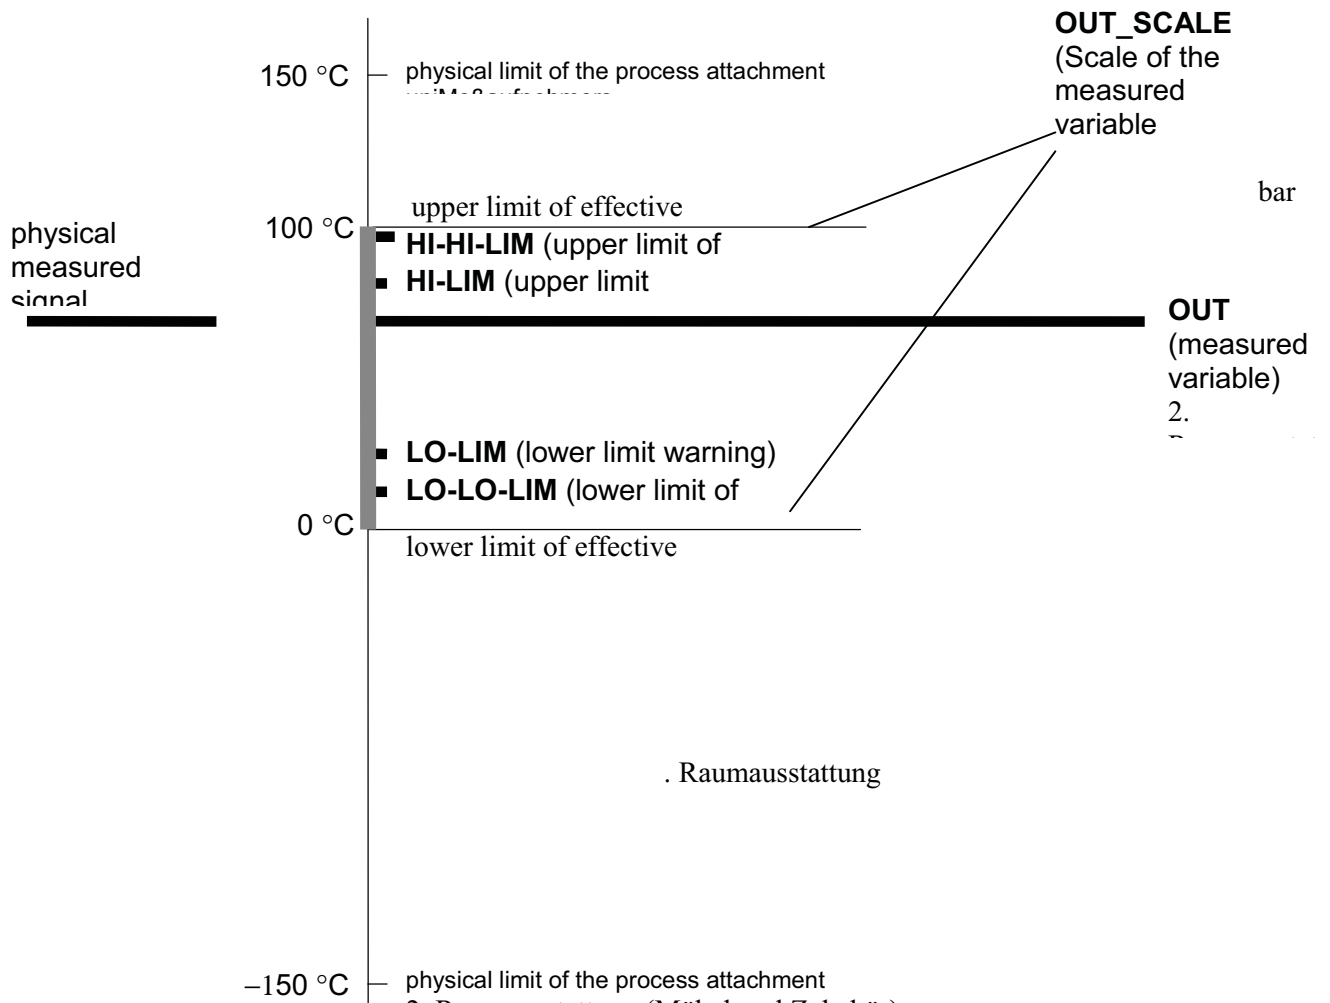 OUT_SCALE
(Scale of the
measured
variable
150 °C
physical limit of the process attachment
bar
upper limit of effective
100 °C
physical
measured
signal
HI-HI-LIM (upper limit of
HI-LIM (upper limit
OUT
(measured
variable)
2.
LO-LIM (lower limit warning)
LO-LO-LIM (lower limit of
0 °C
lower limit of effective
. Raumausstattung
–150 °C
physical limit of the process attachment